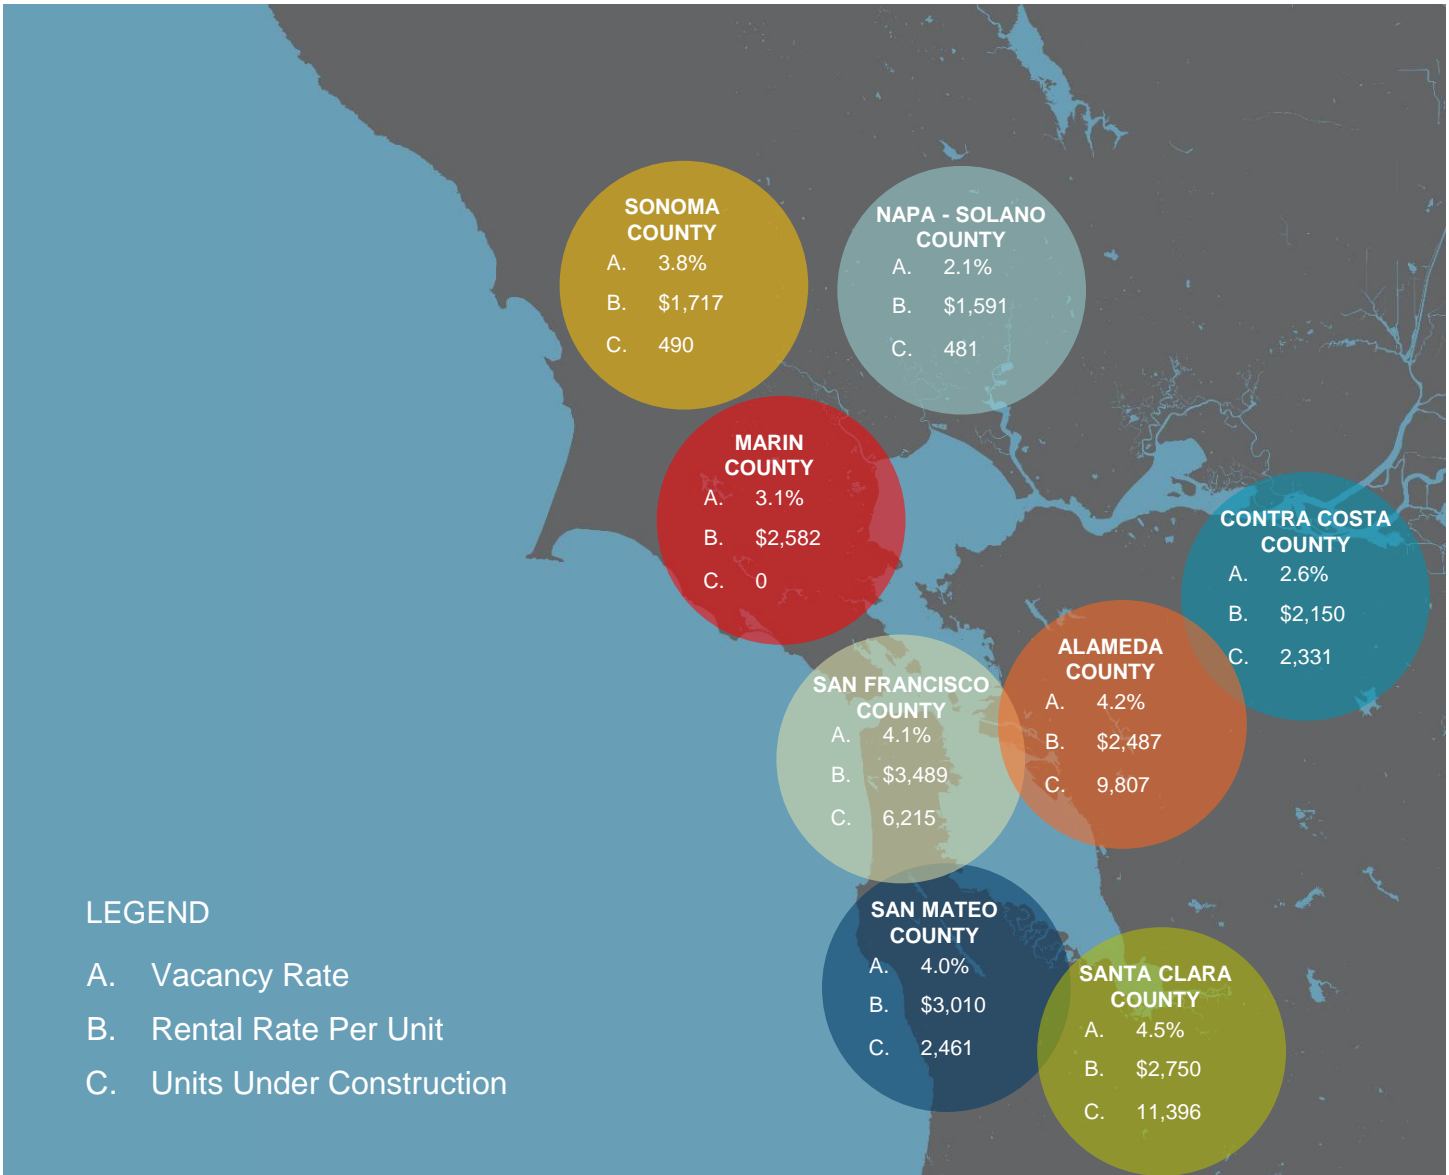 SONOMA
COUNTY
A. 3.8%
B. $1,717
C. 490
NAPA - SOLANO
COUNTY
A. 2.1%
B. $1,591
C. 481
MARIN
COUNTY
A. 3.1%
B. $2,582
C. 0
CONTRA COSTA
COUNTY
A. 2.6%
B. $2,150
C. 2,331
ALAMEDA
COUNTY
A. 4.2%
B. $2,487
C. 9,807
SAN FRANCISCO
COUNTY
A. 4.1%
B. $3,489
C. 6,215
SAN MATEO
COUNTY
A. 4.0%
B. $3,010
C. 2,461
SANTA CLARA
COUNTY
A. 4.5%
B. $2,750
C. 11,396
LEGEND
A. Vacancy Rate
B. Rental Rate Per Unit
C. Units Under Construction